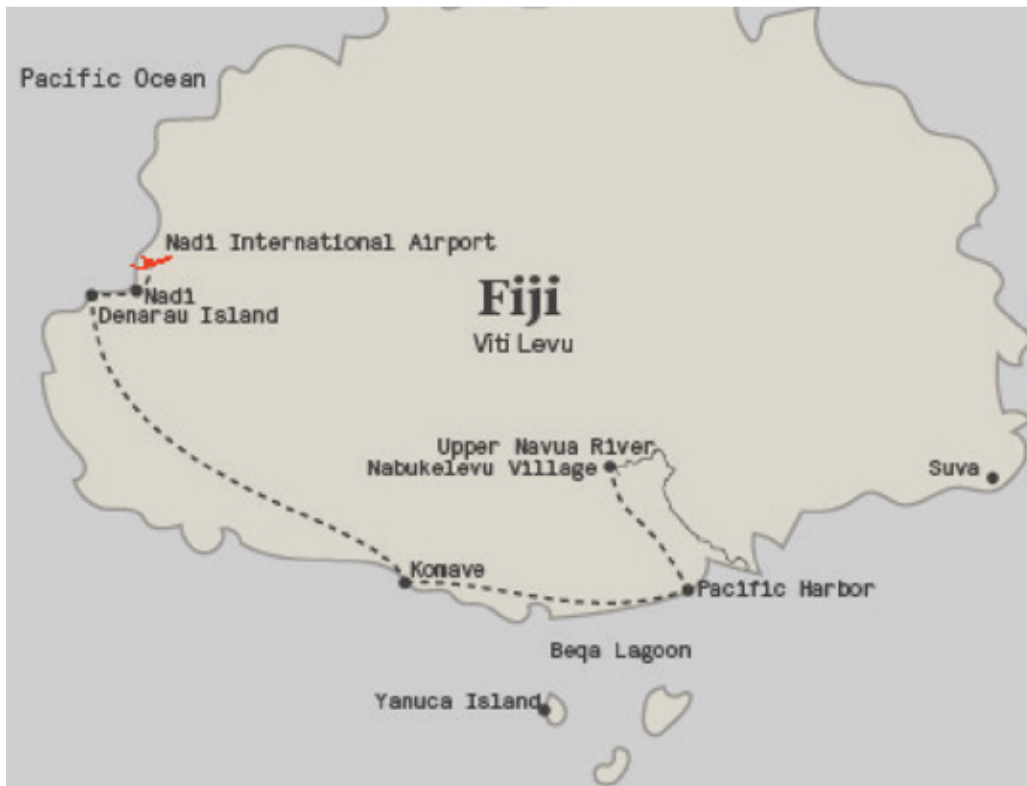 Pacific Ocean
Nadi International Airport
Nadi
Denarau Island
Fiji
Viti Levu
Upper Navua River
Nabukelevu Village
Suva
Komave
Pacific Harbor
Beqa Lagoon
Yanuca Island